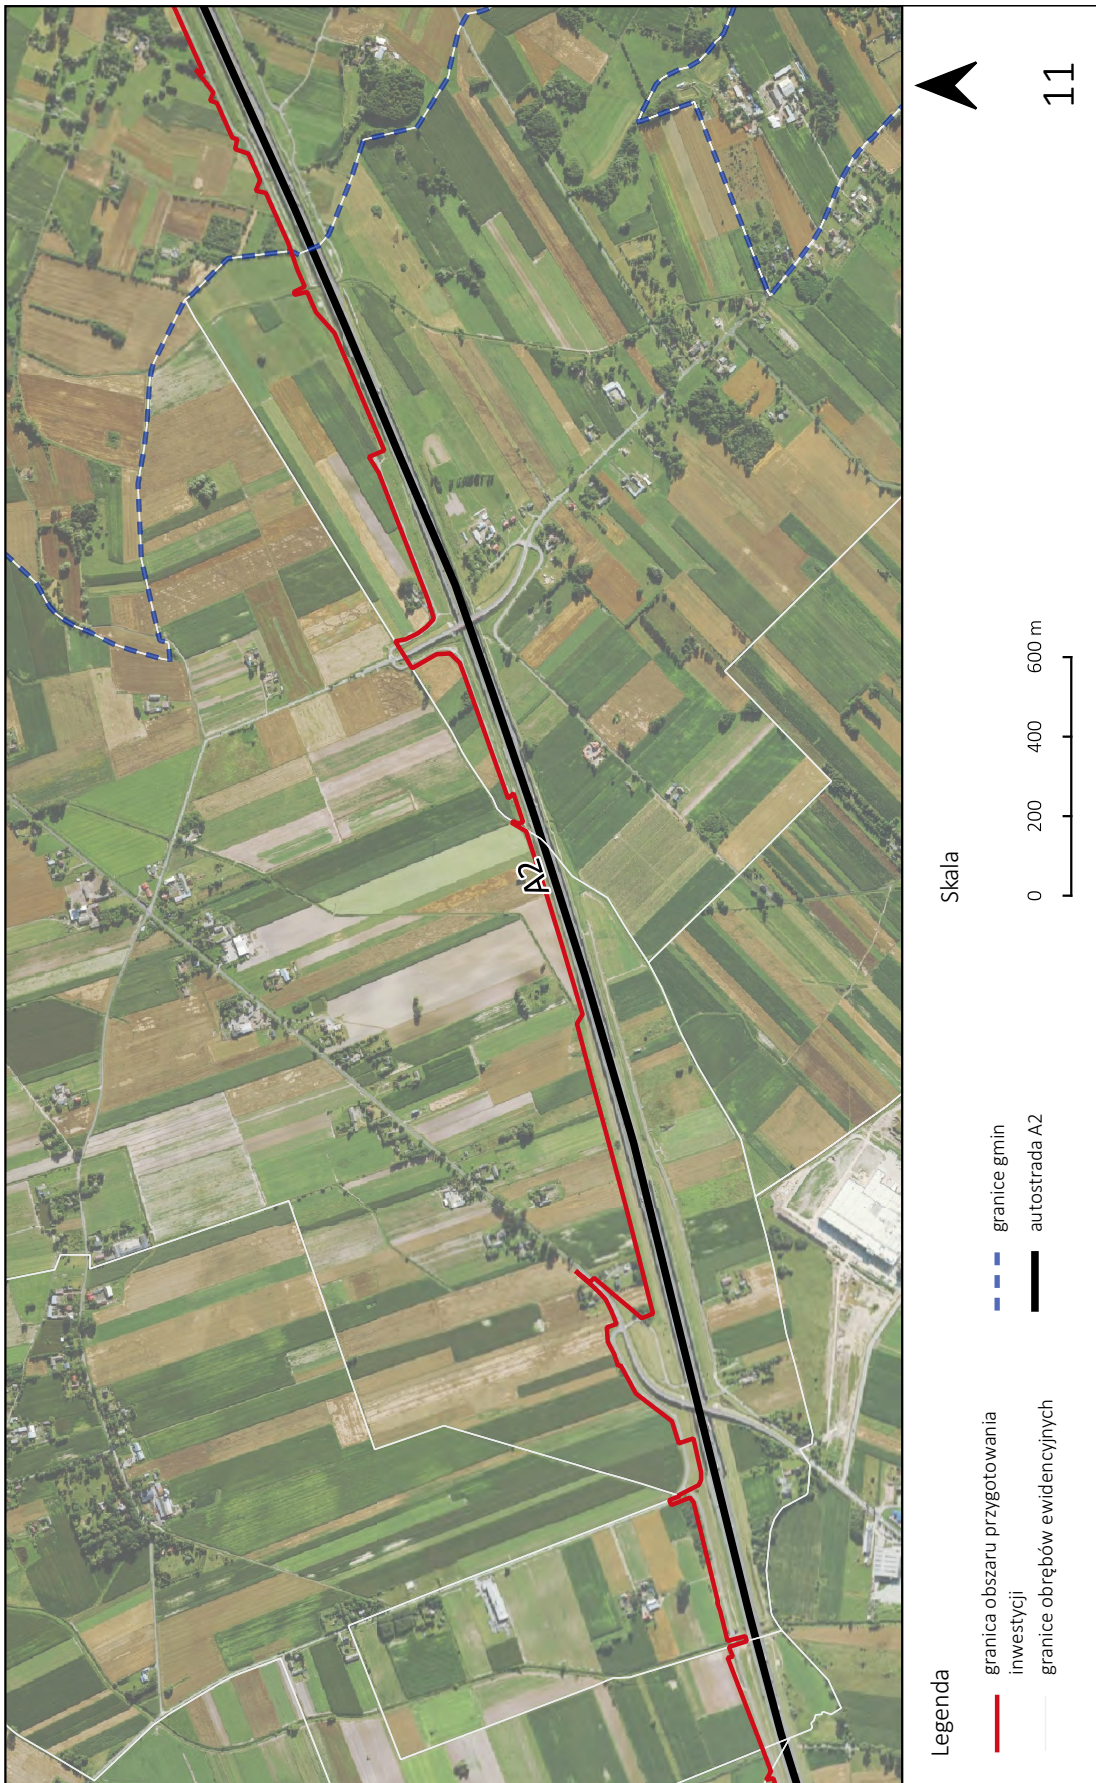 A2
Legenda
granica obszaru przygotowania
inwestycji
granice obrębów ewidencyjnych
granice gmin
autostrada A2
Skala
0 200 400 600 m
11